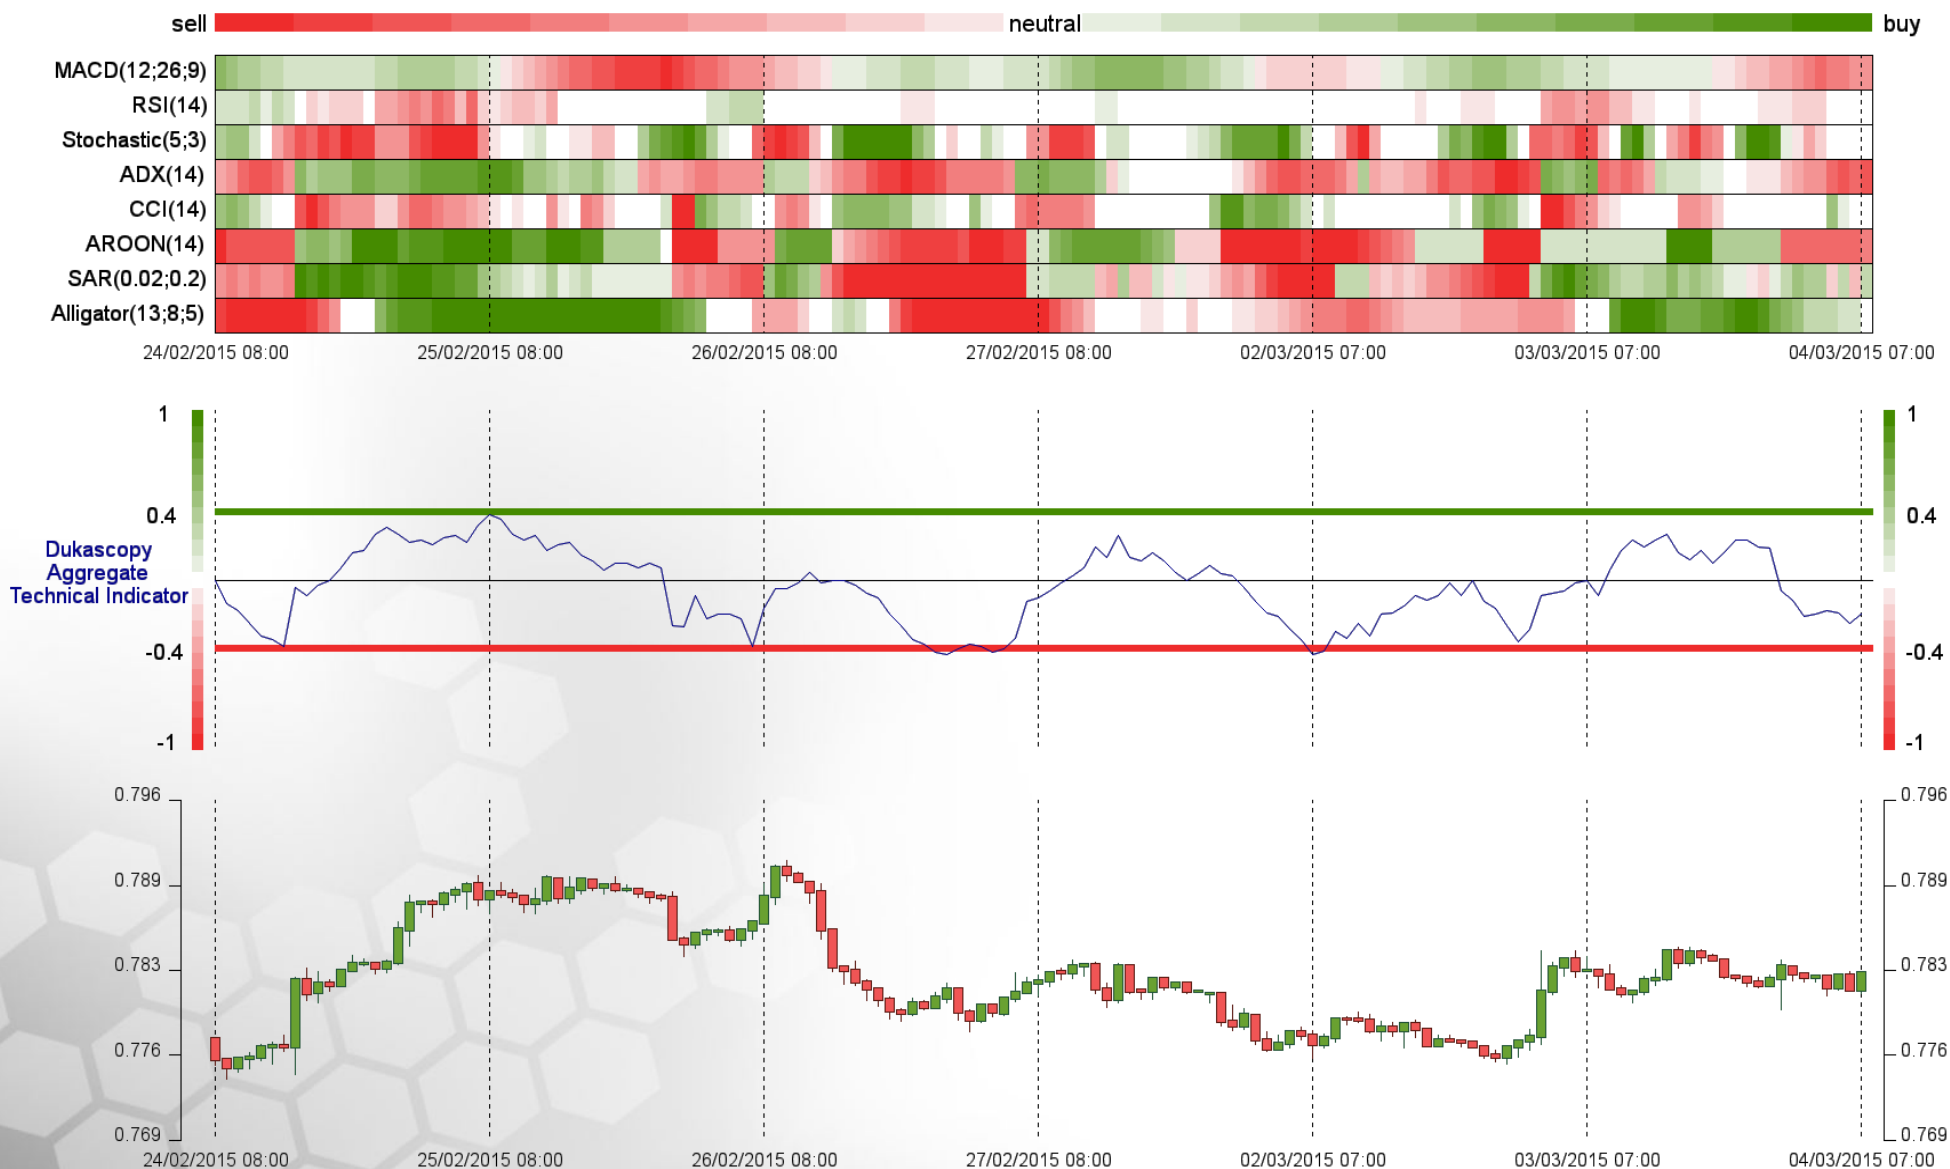 sell neutral buy
MACD(12;26;9)
RSI(14)
Stochastic(5;3)
ADX(14)
CCI(14)
AROON(14)
SAR(0.02;0.2)
Alligator(13;8;5)
24/02/2015 08:00 25/02/2015 08:00 26/02/2015 08:00 27/02/2015 08:00 02/03/2015 07:00 03/03/2015 07:00 04/03/2015 07:00
1 1
0.4 0.4
Dukascopy
Aggregate
Technical Indicator
-0.4 -0.4
-1 -1
0.796 0.796
0.789 0.789
0.783 0.783
0.776 0.776
0.769 0.769
24/02/2015 08:00 25/02/2015 08:00 26/02/2015 08:00 27/02/2015 08:00 02/03/2015 07:00 03/03/2015 07:00 04/03/2015 07:00